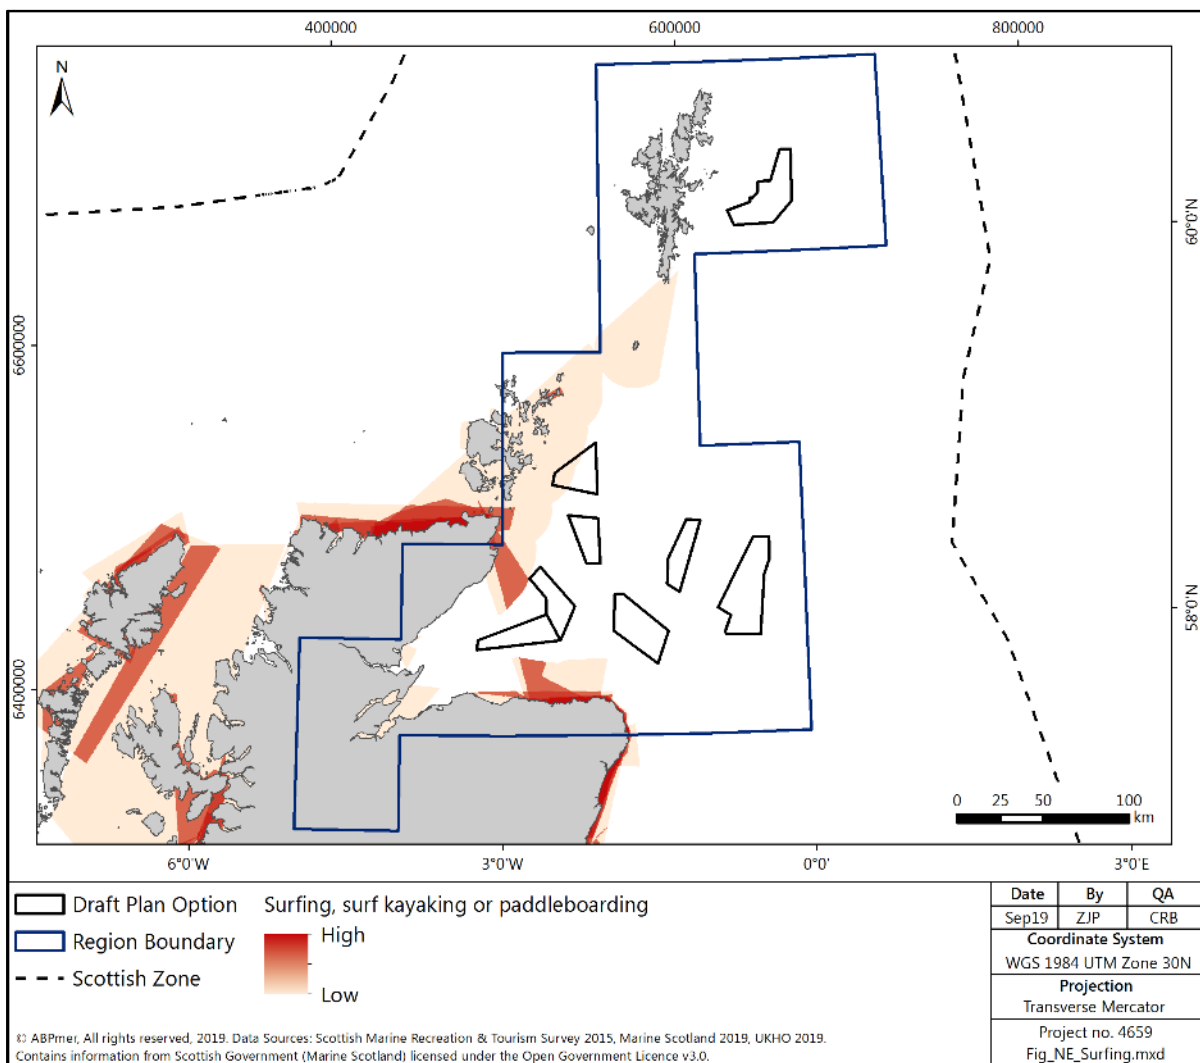 400000 600000 800000
N
60°0'N
6600000
58°0'N
6400000
0 25 50 100
km
6°0'W 3°0'W 0°0' 3°0'E
Draft Plan Option
Region Boundary
Scottish Zone
Surfing, surf kayaking or paddleboarding
High
Low
Date By QA
Sep19 ZJP CRB
Coordinate System
WGS 1984 UTM Zone 30N
Projection
Transverse Mercator
Project no. 4659
Fig_NE_Surfing.mxd
© ABPmer, All rights reserved, 2019. Data Sources: Scottish Marine Recreation & Tourism Survey 2015, Marine Scotland 2019, UKHO 2019.
Contains information from Scottish Government (Marine Scotland) licensed under the Open Government Licence v3.0.